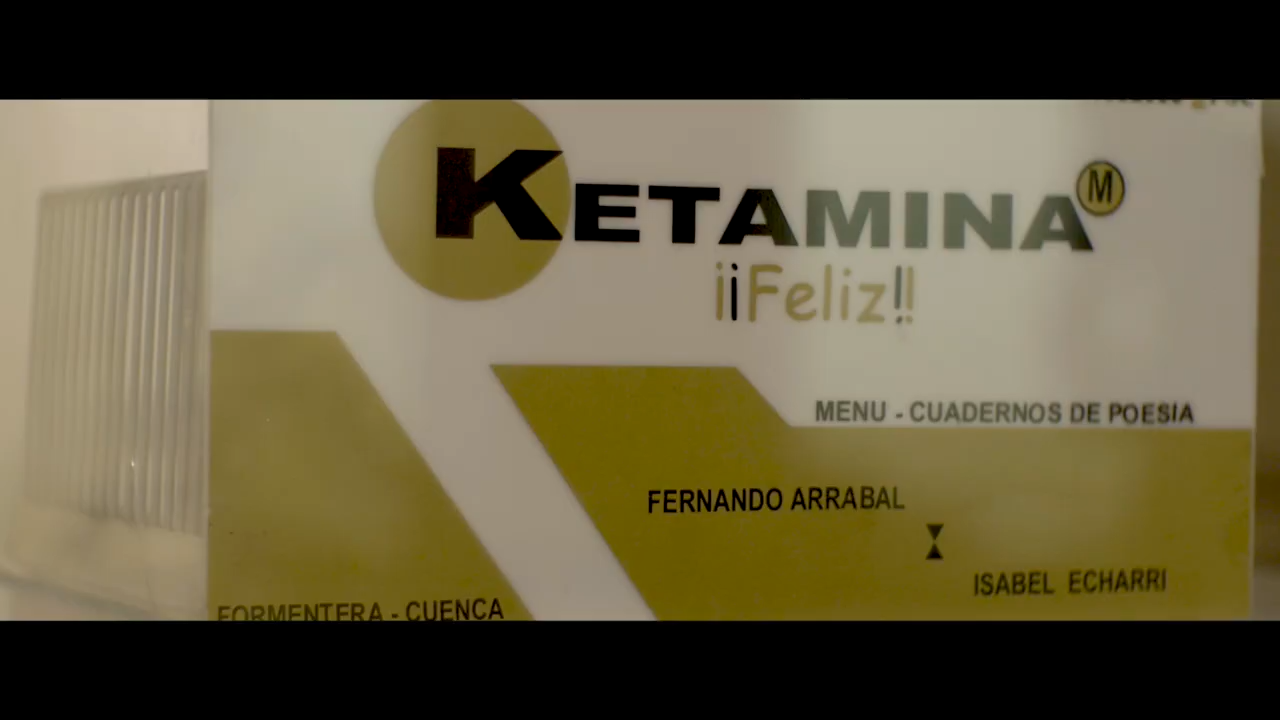 KETAMINA M
¡¡Feliz!!
MENU - CUADERNOS DE POESIA
FERNANDO ARRABAL
ISABEL ECHARRI
FORMENTERA - CUENCA